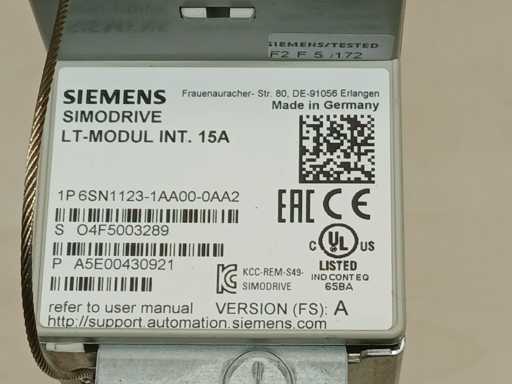 SIEMENS/TESTED
F2 F 5 /172
SIEMENS
Frauenauracher- Str. 80, DE-91056 Erlangen
Made in Germany
SIMODRIVE
LT-MODUL INT. 15A
1P 6SN1123-1AA00-0AA2
S O4F5003289
P A5E00430921
EAC CE
C UL US
LISTED
IND CONT EQ
65BA
KCC-REM-S49-
SIMODRIVE
refer to user manual
VERSION (FS): A
http://support.automation.siemens.com